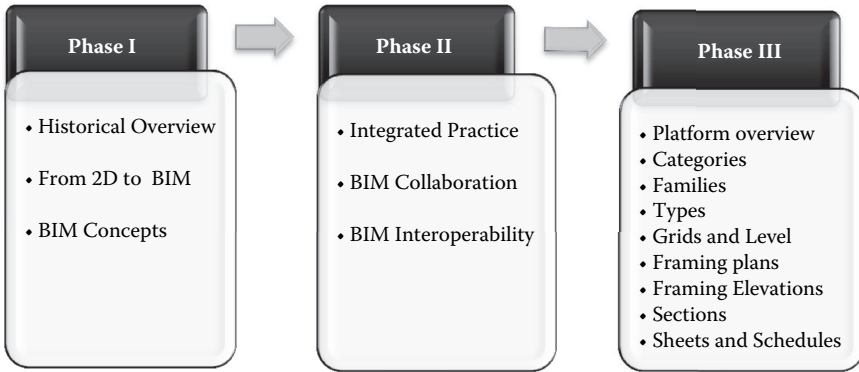 Phase I
• Historical Overview
• From 2D to BIM
• BIM Concepts
Phase II
• Integrated Practice
• BIM Collaboration
• BIM Interoperability
Phase III
• Platform overview
• Categories
• Families
• Types
• Grids and Level
• Framing plans
• Framing Elevations
• Sections
• Sheets and Schedules